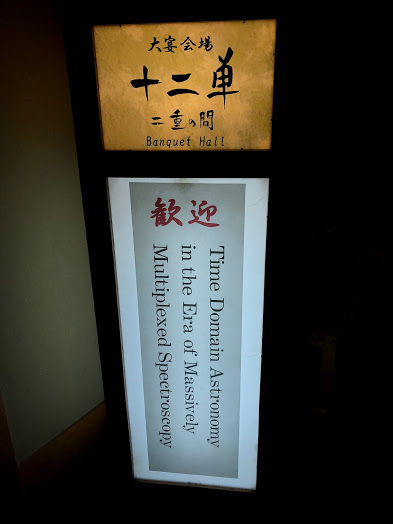 大宴会場
十二単
二重の間
Banquet Hall
歓迎
Time Domain Astronomy
in the Era of Massively
Multiplexed Spectroscopy